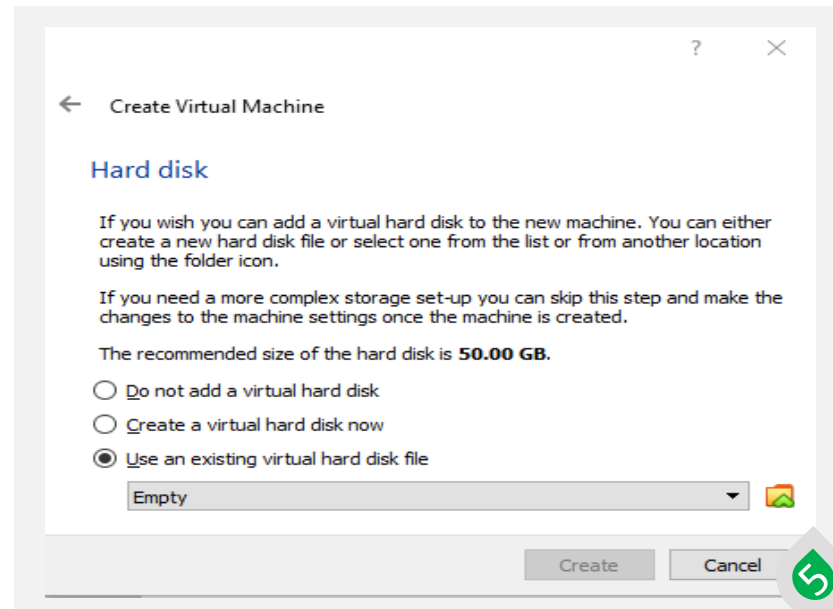 ?
Create Virtual Machine
Hard disk
If you wish you can add a virtual hard disk to the new machine. You can either
create a new hard disk file or select one from the list or from another location
using the folder icon.
If you need a more complex storage set-up you can skip this step and make the
changes to the machine settings once the machine is created.
The recommended size of the hard disk is 50.00 GB.
Do not add a virtual hard disk
Create a virtual hard disk now
Use an existing virtual hard disk file
Empty
Create Cancel
5